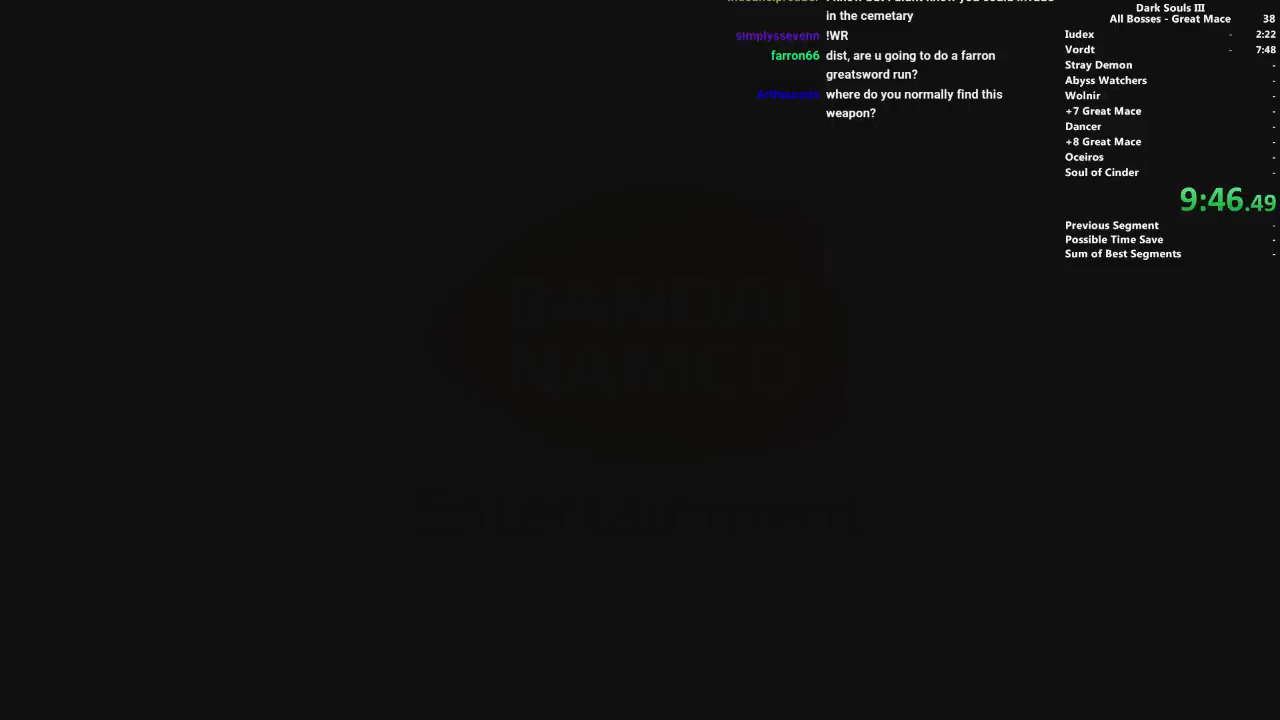 in the cemetary
simplyssevenn !WR
farron66 dist, are u going to do a farron
greatsword run?
where do you normally find this
weapon?
Dark Souls III
All Bosses - Great Mace 38
Iudex - 2:22
Vordt - 7:48
Stray Demon -
Abyss Watchers -
Wolnir -
+7 Great Mace -
Dancer -
+8 Great Mace -
Oceiros -
Soul of Cinder -
9:46.49
Previous Segment -
Possible Time Save -
Sum of Best Segments -
BANDAI
NAMCO
Entertainment